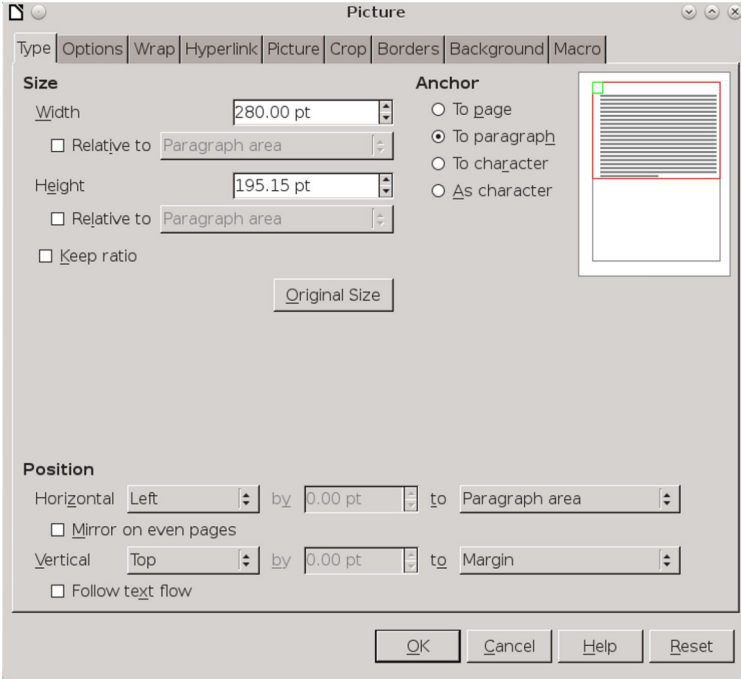 Picture
Type Options Wrap Hyperlink Picture Crop Borders Background Macro
Size
Width 280.00 pt
Relative to Paragraph area
Height 195.15 pt
Relative to Paragraph area
Keep ratio
Original Size
Anchor
To page
To paragraph
To character
As character
Position
Horizontal Left by 0.00 pt to Paragraph area
Mirror on even pages
Vertical Top by 0.00 pt to Margin
Follow text flow
OK Cancel Help Reset